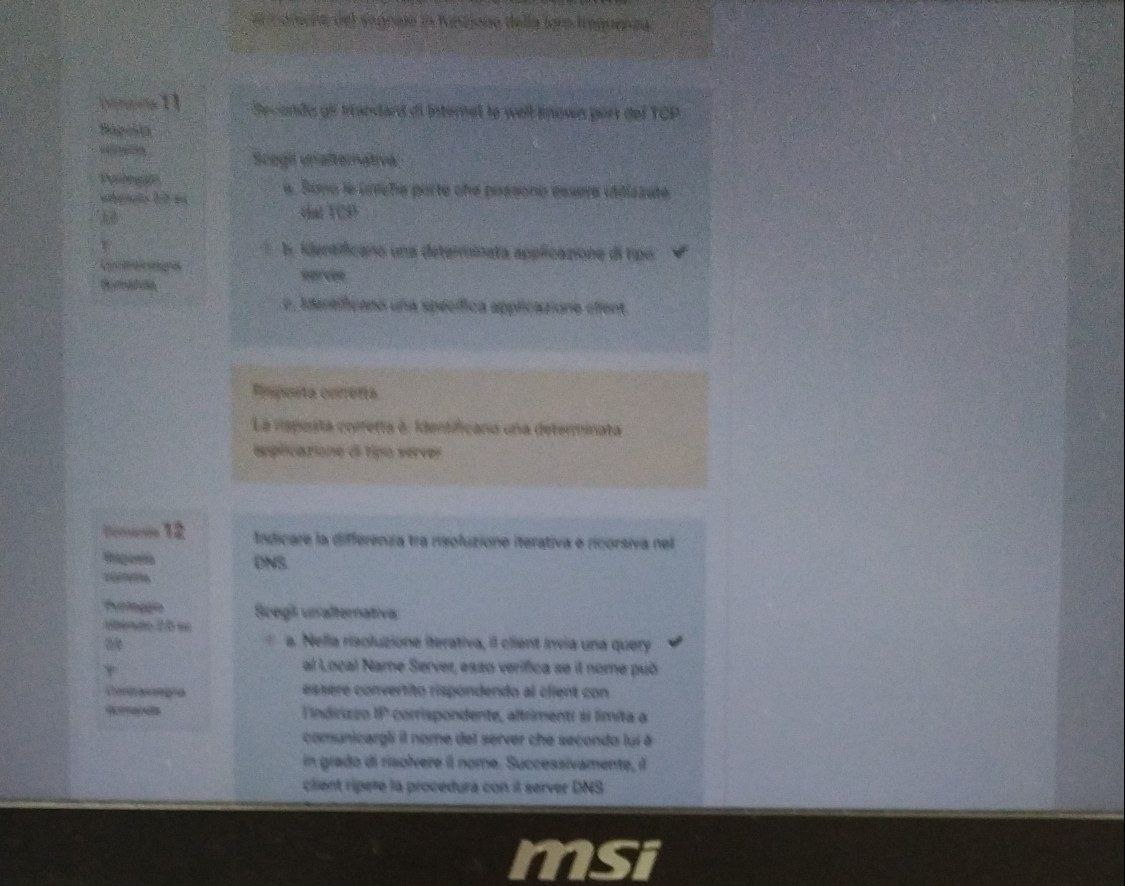 del segnale in funzione della loro frequenza
Domanda 11
Risposta
corretta
Punteggio
ottenuto 2,0 su
2,0
Contrassegna
domanda
Secondo gli standard di Internet le well known port del TCP
Scegli un'alternativa:
a. Sono le uniche porte che possono essere utilizzate
dal TCP
b. Identificano una determinata applicazione di tipo
server
c. Identificano una specifica applicazione client
Risposta corretta.
La risposta corretta è: Identificano una determinata
applicazione di tipo server
Domanda 12
Risposta
corretta
Punteggio
ottenuto 2,0 su
2,0
Contrassegna
domanda
Indicare la differenza tra risoluzione iterativa e ricorsiva nel
DNS.
Scegli un'alternativa:
a. Nella risoluzione iterativa, il client invia una query
al Local Name Server, esso verifica se il nome può
essere convertito rispondendo al client con
l'indirizzo IP corrispondente, altrimenti si limita a
comunicargli il nome del server che secondo lui è
in grado di risolvere il nome. Successivamente, il
client ripete la procedura con il server DNS
msi